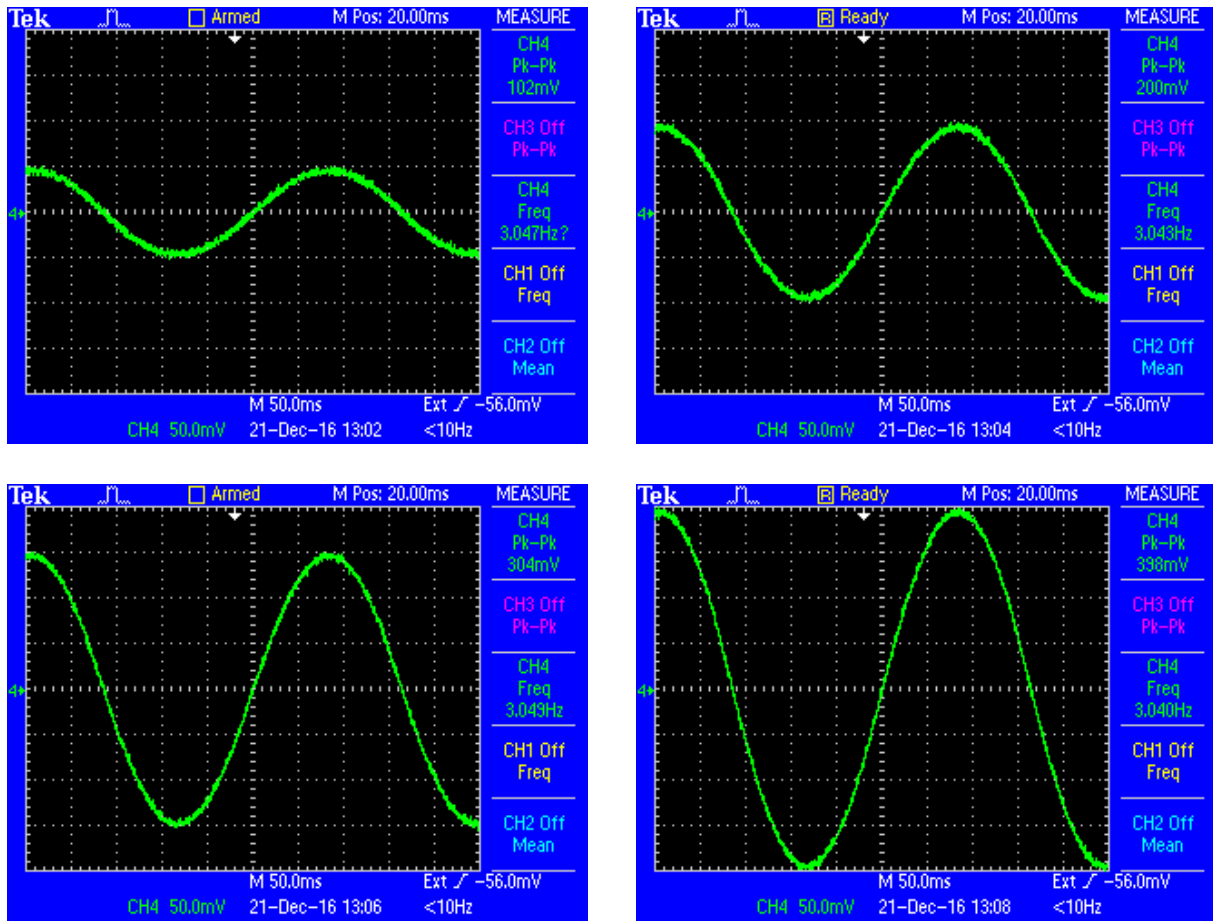 Tek Armed M Pos: 20.00ms MEASURE
CH4
Pk-Pk
102mV
CH3 Off
Pk-Pk
CH4
Freq
3.047Hz?
CH1 Off
Freq
CH2 Off
Mean
4
M 50.0ms Ext -56.0mV
CH4 50.0mV 21-Dec-16 13:02 <10Hz
Tek R Ready M Pos: 20.00ms MEASURE
CH4
Pk-Pk
200mV
CH3 Off
Pk-Pk
CH4
Freq
3.043Hz
CH1 Off
Freq
CH2 Off
Mean
4
M 50.0ms Ext -56.0mV
CH4 50.0mV 21-Dec-16 13:04 <10Hz
Tek Armed M Pos: 20.00ms MEASURE
CH4
Pk-Pk
304mV
CH3 Off
Pk-Pk
CH4
Freq
3.049Hz
CH1 Off
Freq
CH2 Off
Mean
4
M 50.0ms Ext -56.0mV
CH4 50.0mV 21-Dec-16 13:06 <10Hz
Tek R Ready M Pos: 20.00ms MEASURE
CH4
Pk-Pk
398mV
CH3 Off
Pk-Pk
CH4
Freq
3.040Hz
CH1 Off
Freq
CH2 Off
Mean
4
M 50.0ms Ext -56.0mV
CH4 50.0mV 21-Dec-16 13:08 <10Hz